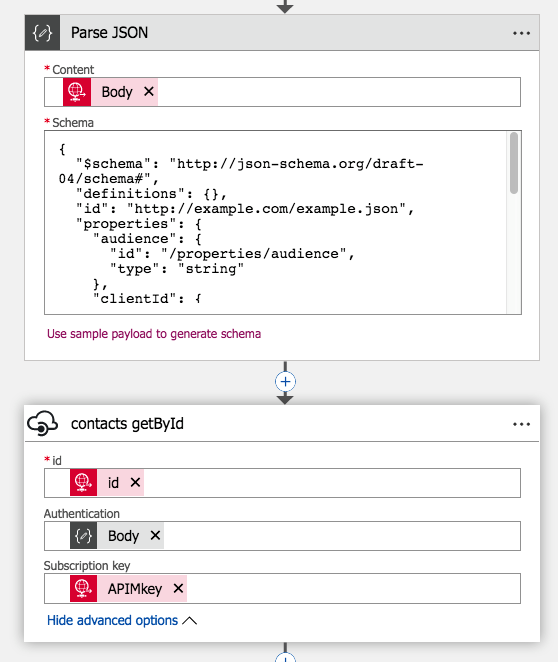 Parse JSON
* Content
Body
* Schema
{
"$schema": "http://json-schema.org/draft-
04/schema#",
"definitions": {},
"id": "http://example.com/example.json",
"properties": {
"audience": {
"id": "/properties/audience",
"type": "string"
},
"clientId": {
Use sample payload to generate schema
contacts getById
* id
id
Authentication
Body
Subscription key
APIMkey
Hide advanced options